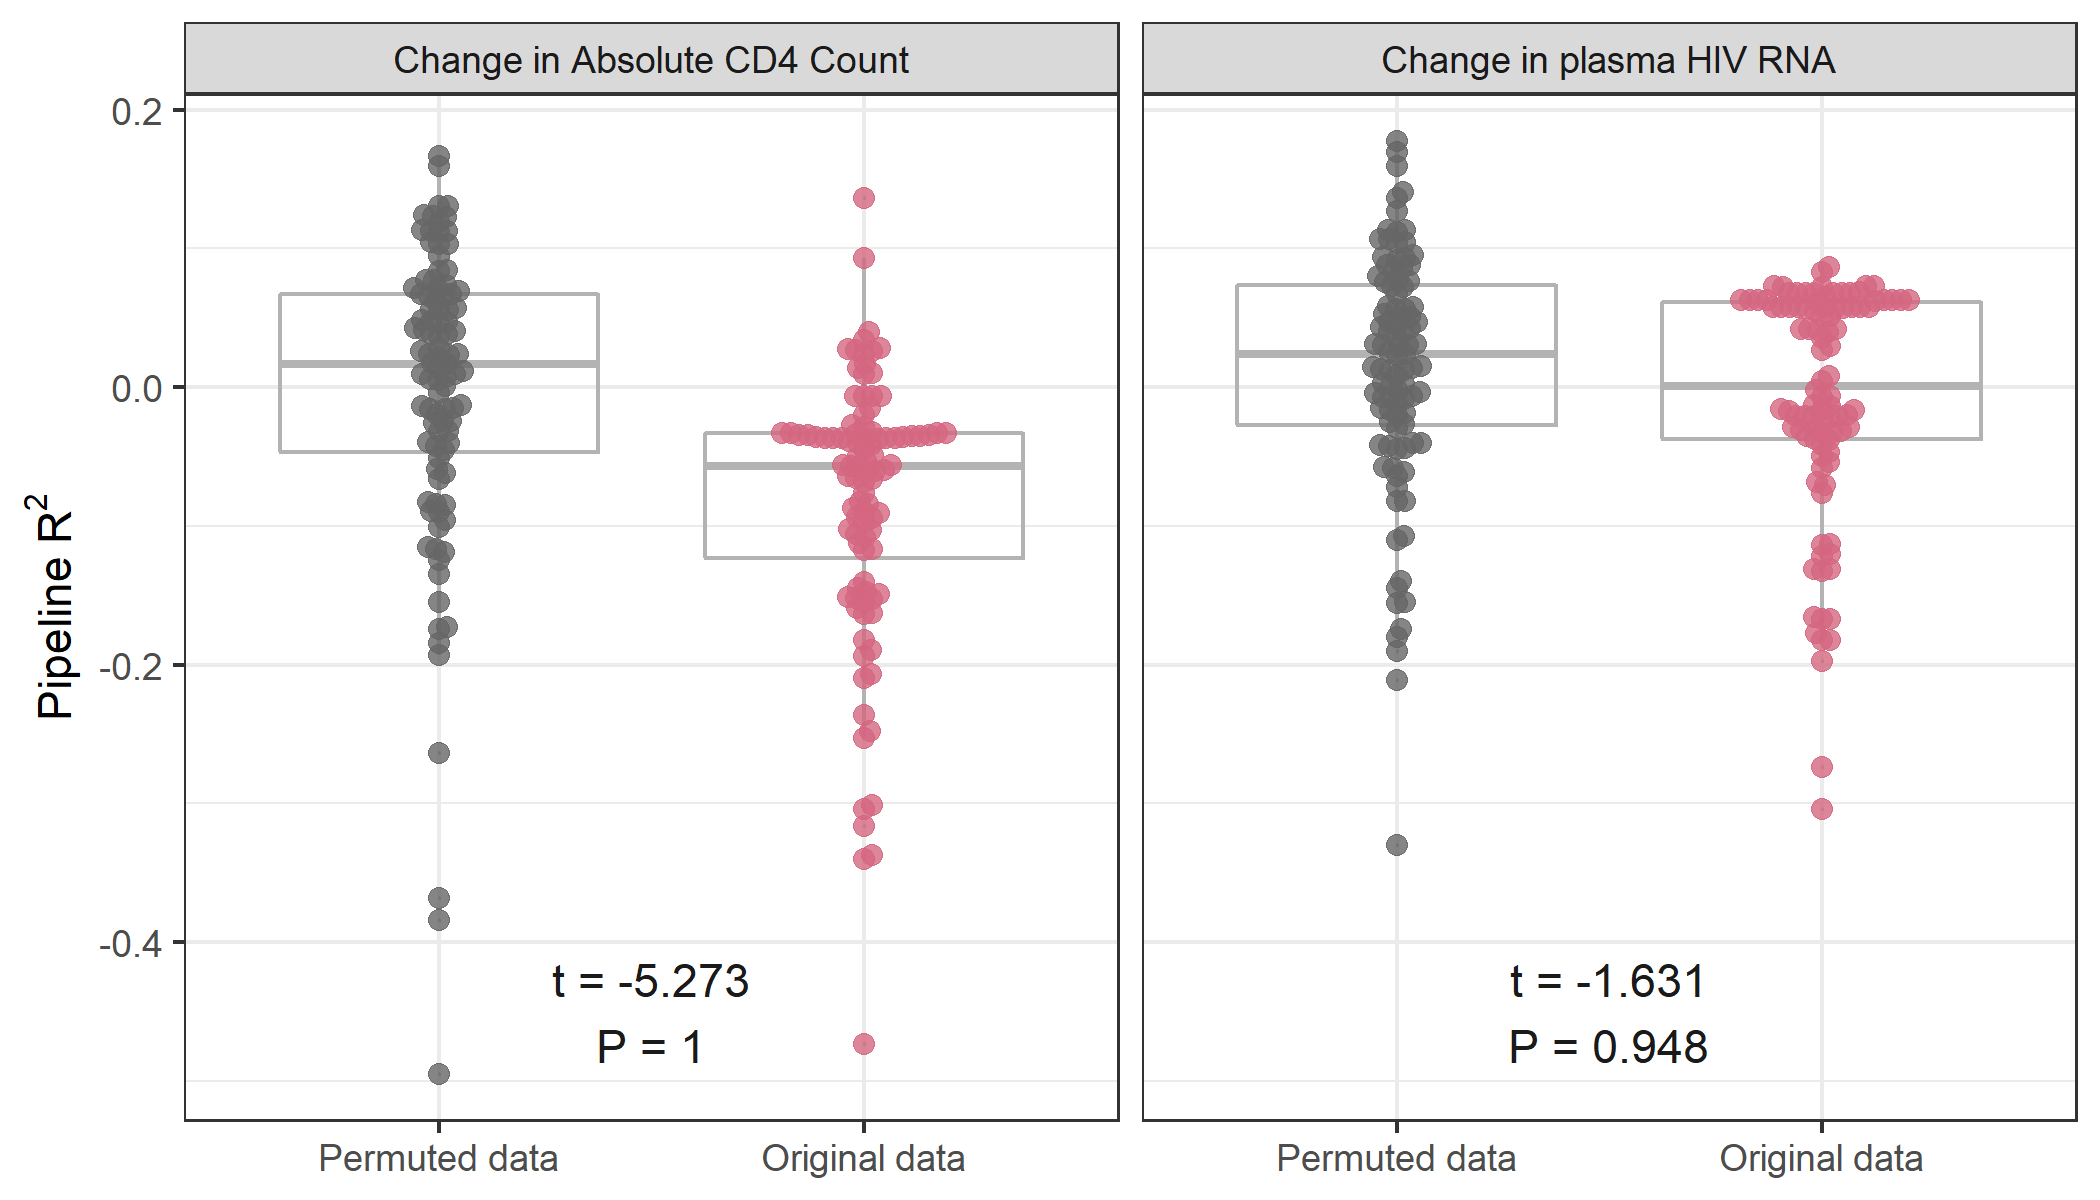 Change in Absolute CD4 Count
Change in plasma HIV RNA
Pipeline R²
0.2
0.0
-0.2
-0.4
t = -5.273
P = 1
t = -1.631
P = 0.948
Permuted data
Original data
Permuted data
Original data